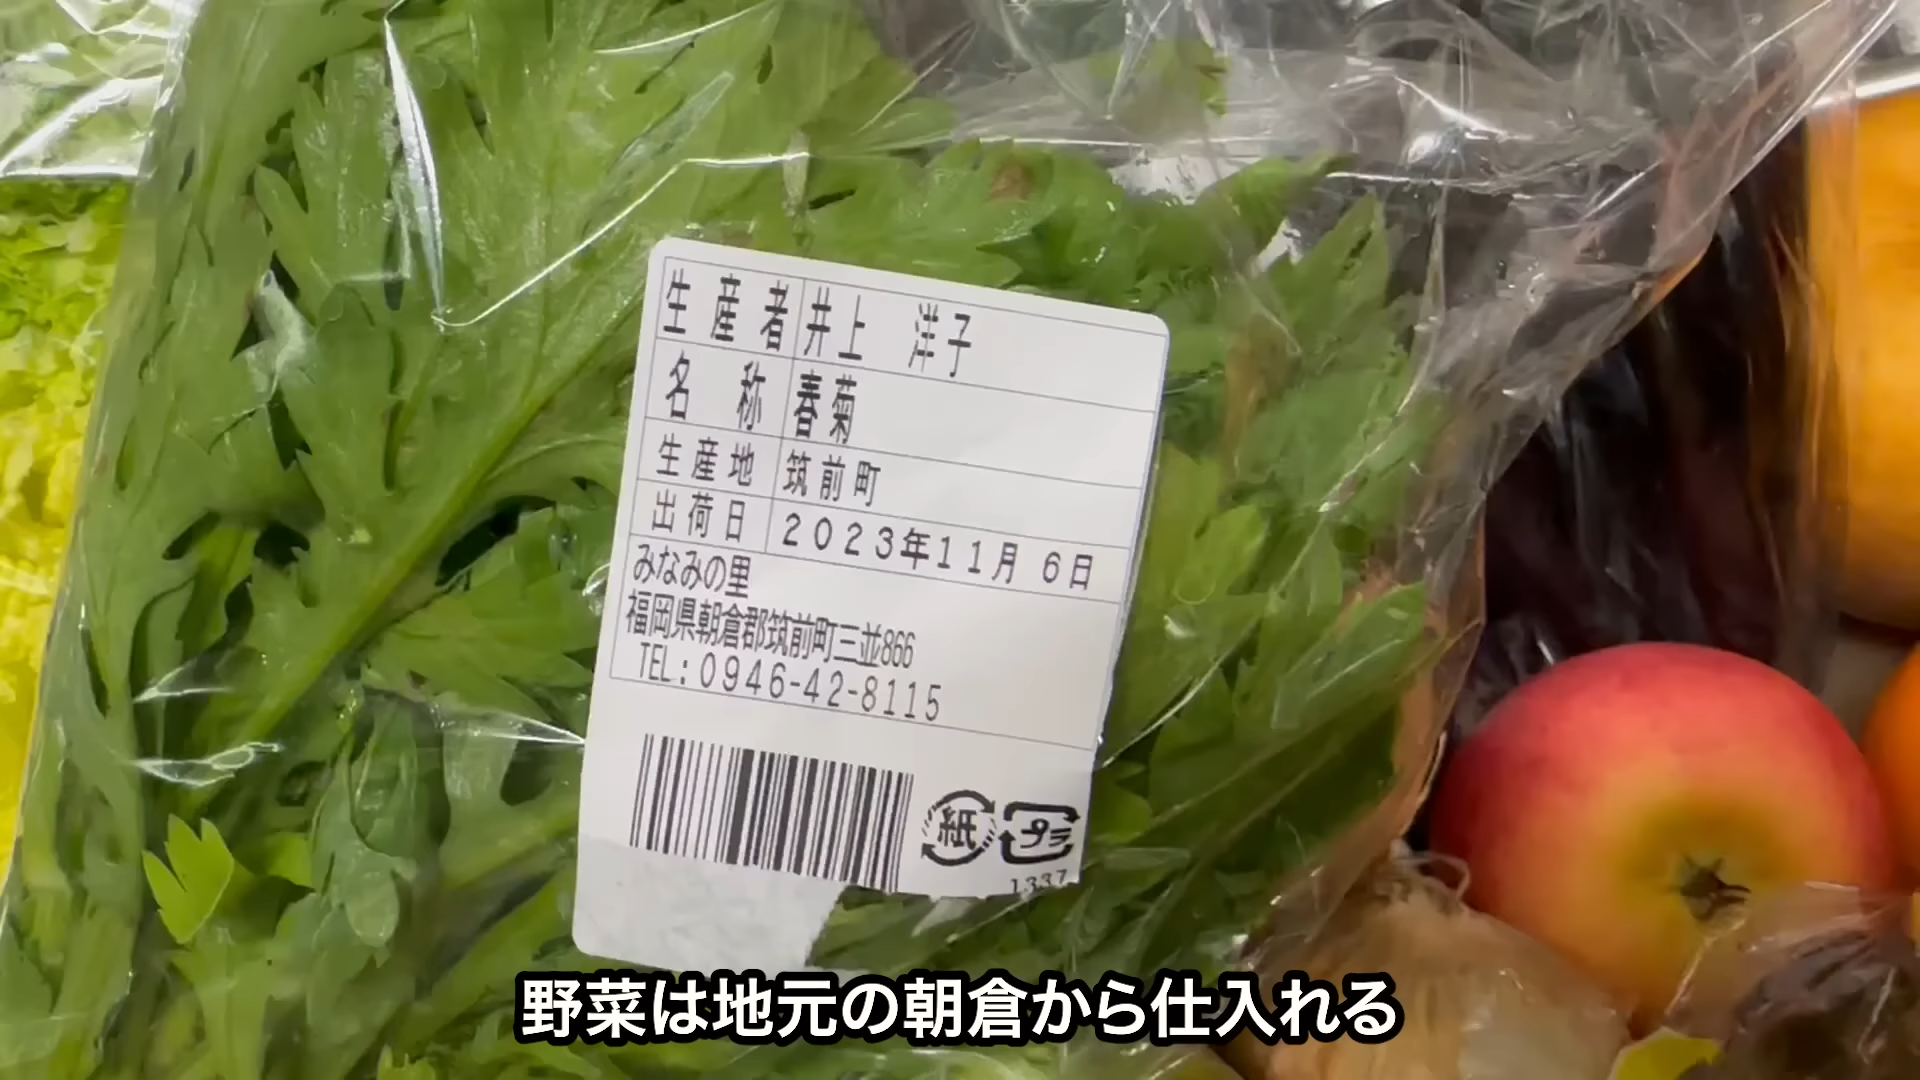 生産者 井上 洋子
名称 春菊
生産地 筑前町
出荷日 2023年11月 6日
みなみの里
福岡県朝倉郡筑前町三並866
TEL:0946-42-8115
紙 プラ
1337
野菜は地元の朝倉から仕入れる